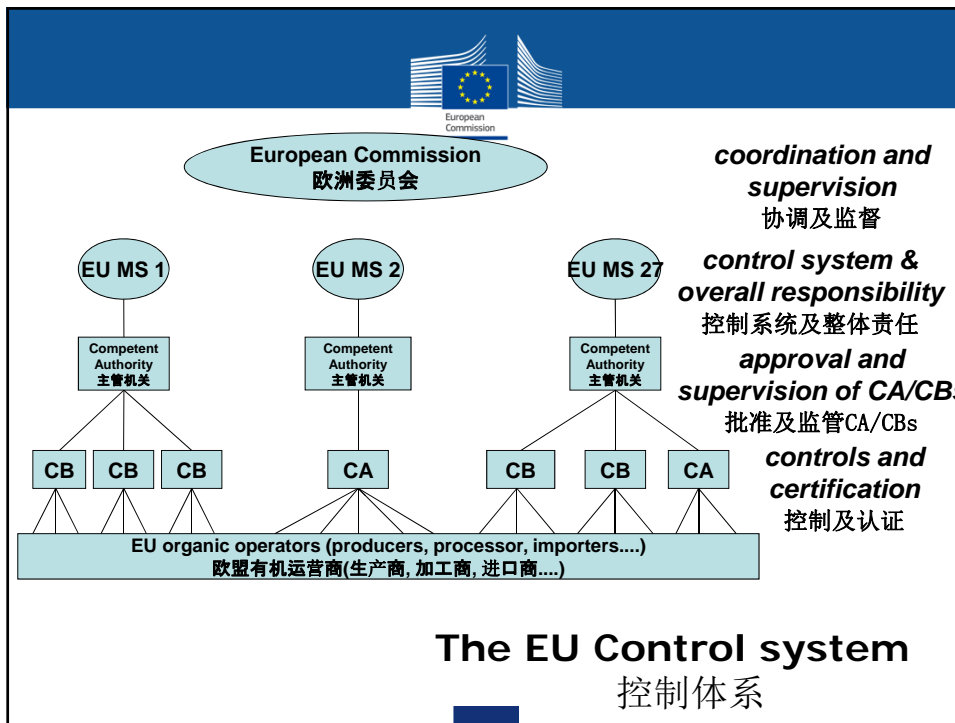 European
Commission
European Commission
欧洲委员会
coordination and
supervision
协调及监督
EU MS 1
EU MS 2
EU MS 27
control system &
overall responsibility
控制系统及整体责任
Competent
Authority
主管机关
Competent
Authority
主管机关
Competent
Authority
主管机关
approval and
supervision of CA/CBs
批准及监管CA/CBs
CB
CB
CB
CA
CB
CB
CA
controls and
certification
控制及认证
EU organic operators (producers, processor, importers....)
欧盟有机运营商(生产商, 加工商, 进口商....)
The EU Control system
控制体系